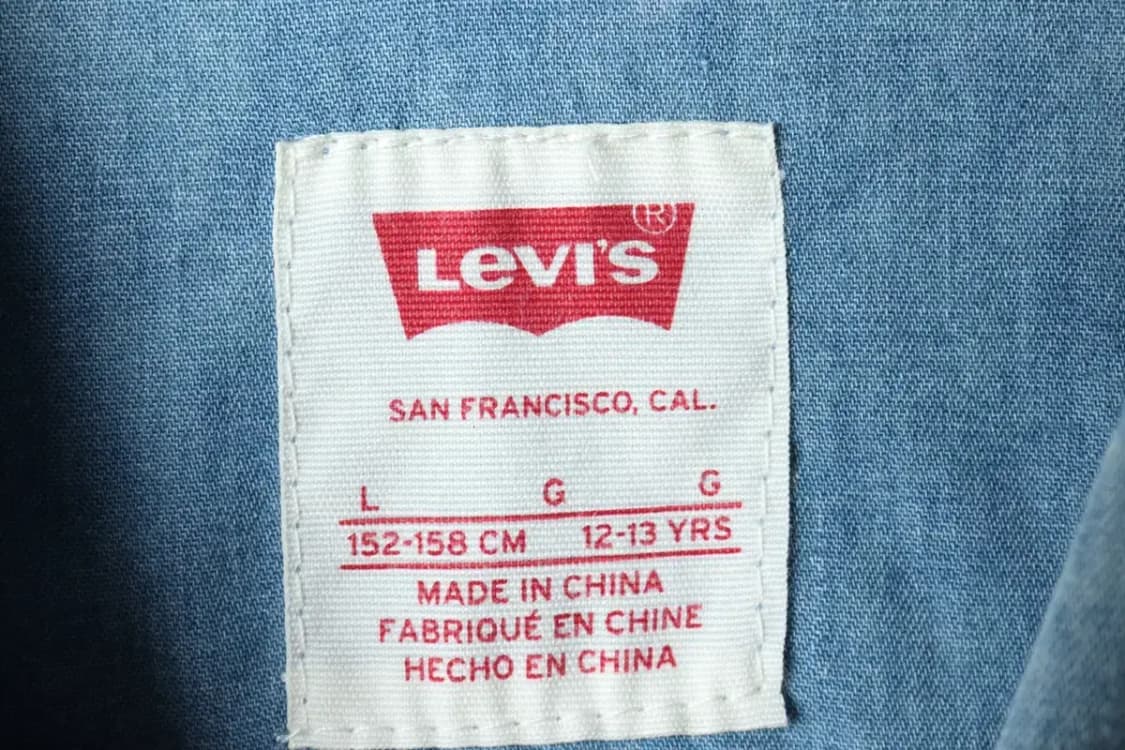 Levi's ®
SAN FRANCISCO, CAL.
L G G
152-158 CM 12-13 YRS
MADE IN CHINA
FABRIQUÉ EN CHINE
HECHO EN CHINA